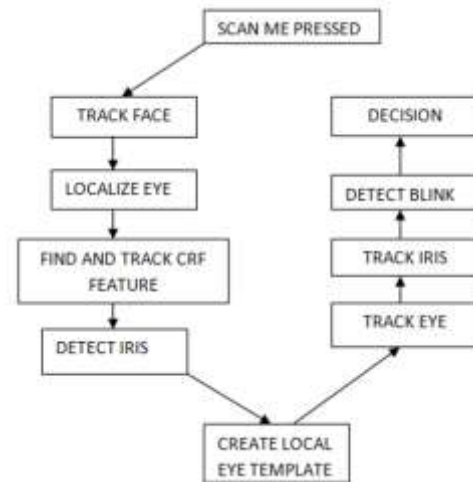 SCAN ME PRESSED
TRACK FACE
LOCALIZE EYE
FIND AND TRACK CRF
FEATURE
DETECT IRIS
CREATE LOCAL
EYE TEMPLATE
TRACK EYE
TRACK IRIS
DETECT BLINK
DECISION